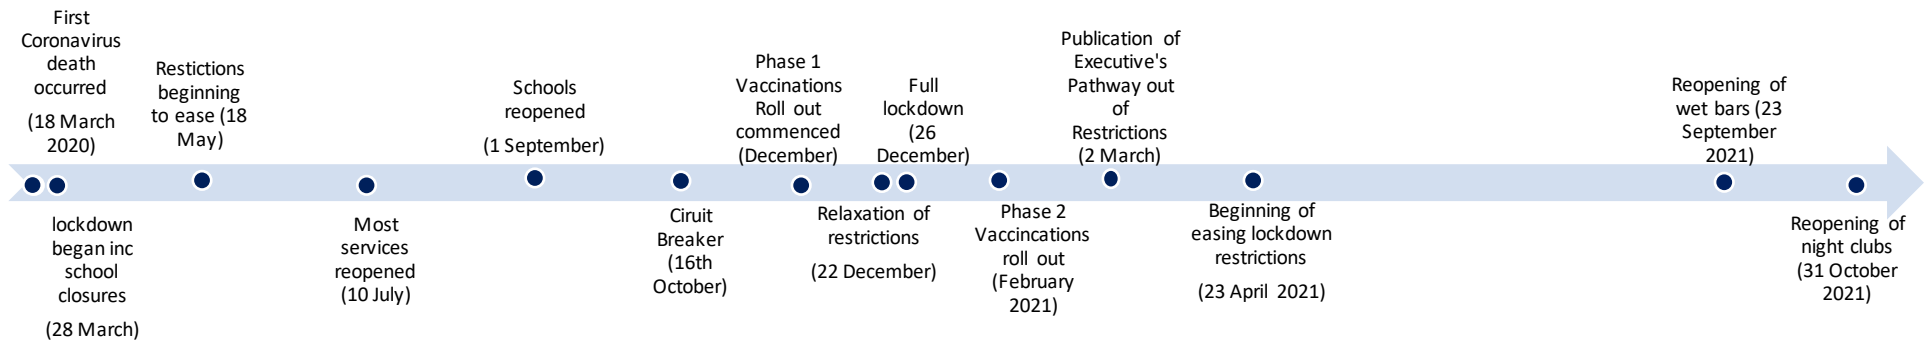 First
Coronavirus
death
occurred
(18 March
2020)
lockdown
began inc
school
closures
(28 March)
Restictions
beginning
to ease (18
May)
Most
services
reopened
(10 July)
Schools
reopened
(1 September)
Ciruit
Breaker
(16th
October)
Phase 1
Vaccinations
Roll out
commenced
(December)
Relaxation of
restrictions
(22 December)
Full
lockdown
(26
December)
Phase 2
Vaccincations
roll out
(February
2021)
Publication of
Executive's
Pathway out
of
Restrictions
(2 March)
Beginning of
easing lockdown
restrictions
(23 April 2021)
Reopening of
wet bars (23
September
2021)
Reopening of
night clubs
(31 October
2021)